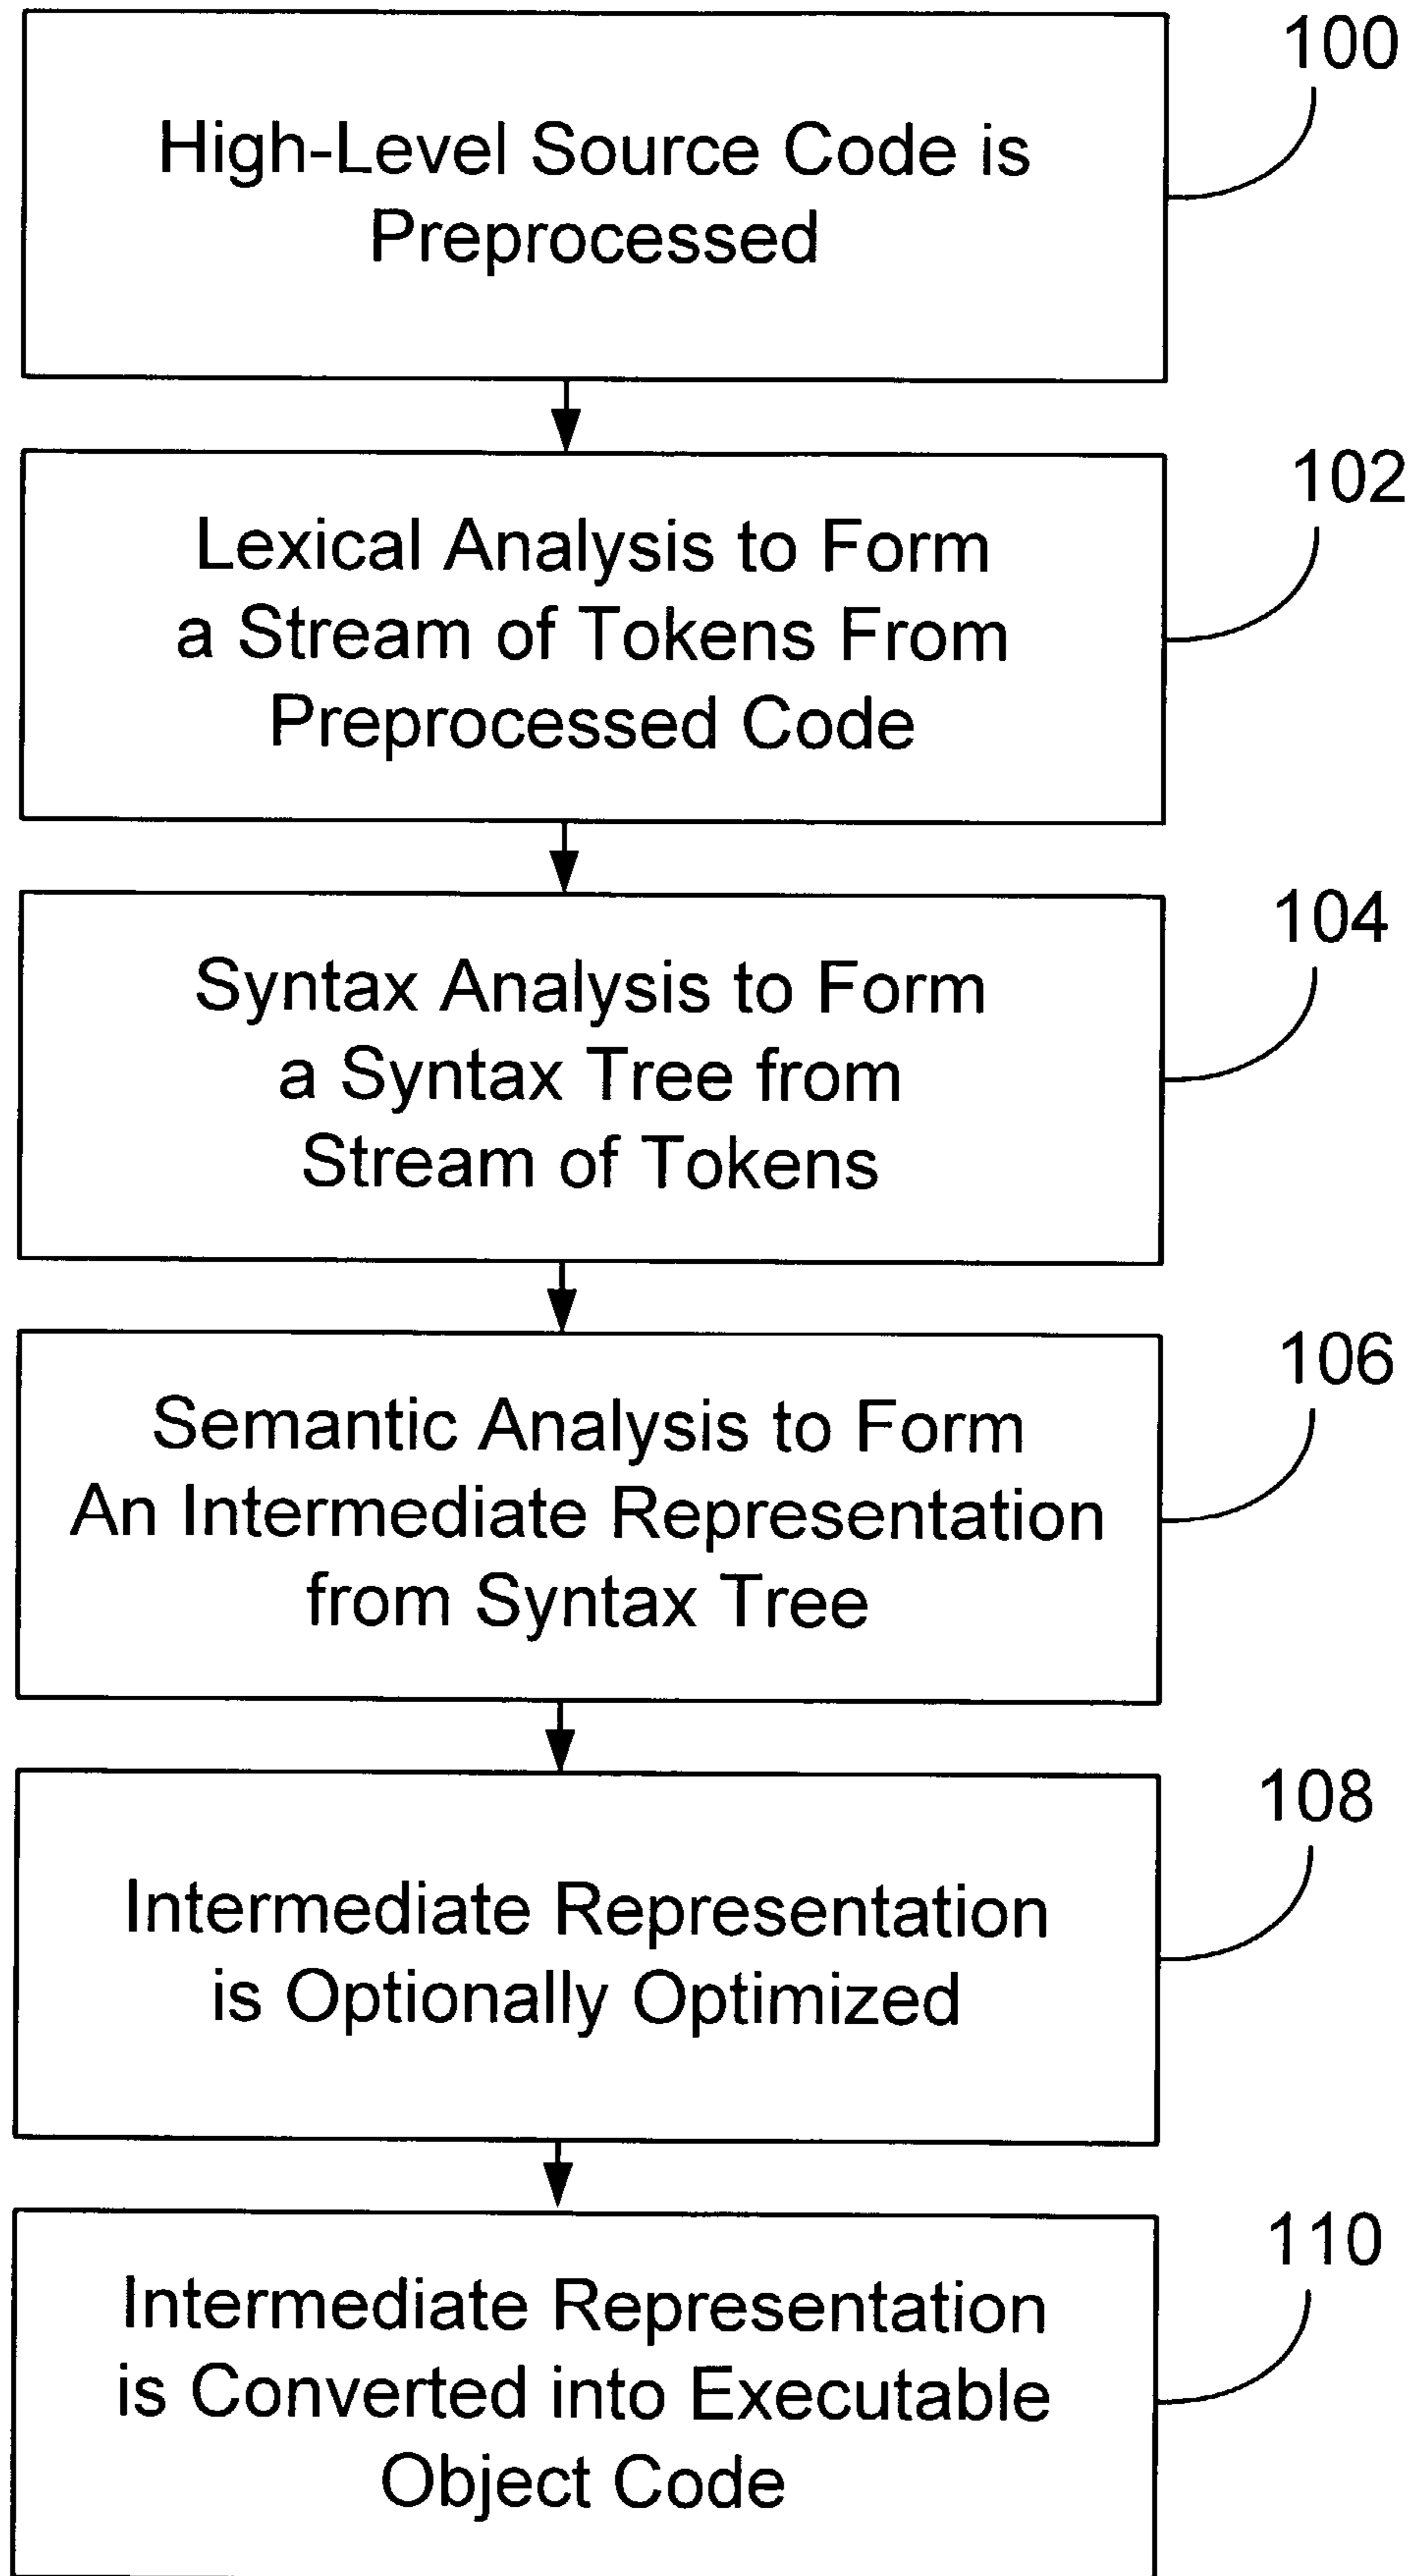 100
High-Level Source Code is
Preprocessed
102
Lexical Analysis to Form
a Stream of Tokens From
Preprocessed Code
104
Syntax Analysis to Form
a Syntax Tree from
Stream of Tokens
106
Semantic Analysis to Form
An Intermediate Representation
from Syntax Tree
108
Intermediate Representation
is Optionally Optimized
110
Intermediate Representation
is Converted into Executable
Object Code